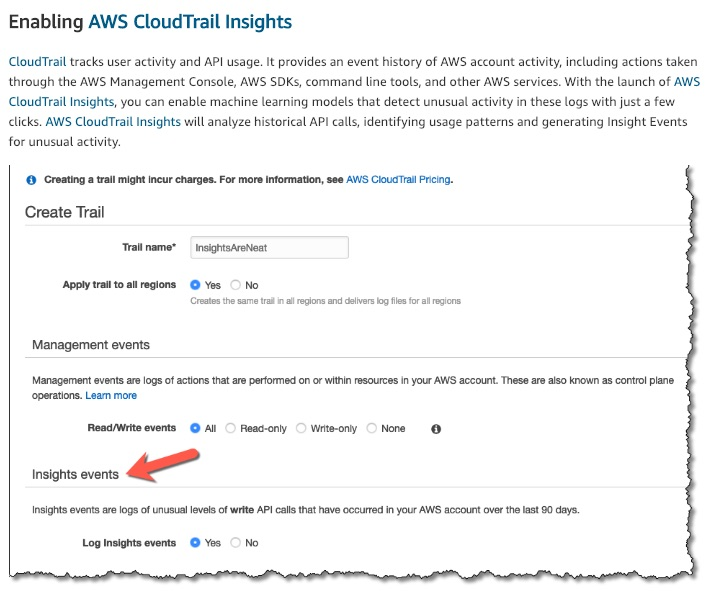 Enabling AWS CloudTrail Insights
CloudTrail tracks user activity and API usage. It provides an event history of AWS account activity, including actions taken
through the AWS Management Console, AWS SDKs, command line tools, and other AWS services. With the launch of AWS
CloudTrail Insights, you can enable machine learning models that detect unusual activity in these logs with just a few
clicks. AWS CloudTrail Insights will analyze historical API calls, identifying usage patterns and generating Insight Events
for unusual activity.
Creating a trail might incur charges. For more information, see AWS CloudTrail Pricing.
Create Trail
Trail name* InsightsAreNeat
Apply trail to all regions Yes No
Creates the same trail in all regions and delivers log files for all regions
Management events
Management events are logs of actions that are performed on or within resources in your AWS account. These are also known as control plane
operations. Learn more
Read/Write events All Read-only Write-only None
Insights events
Insights events are logs of unusual levels of write API calls that have occurred in your AWS account over the last 90 days.
Log Insights events Yes No